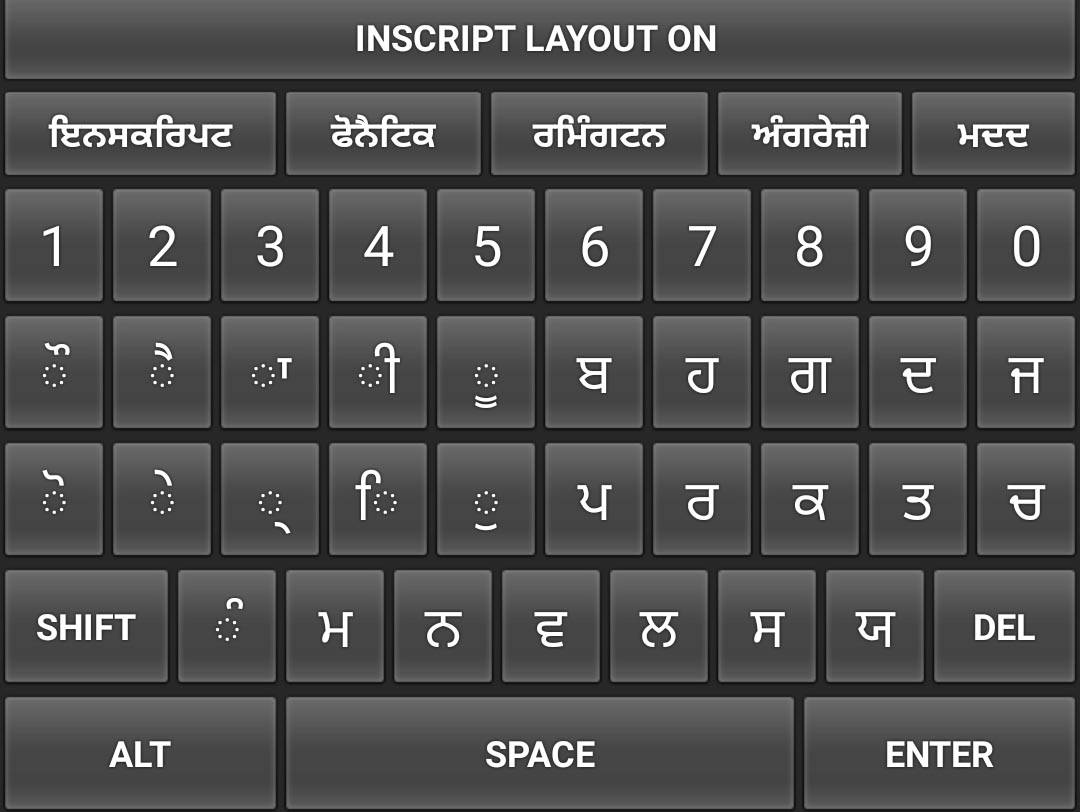 INSCRIPT LAYOUT ON
ਇਨਸਕਰਿਪਟ ਫੋਨੈਟਿਕ ਰਮਿੰਗਟਨ ਅੰਗਰੇਜ਼ੀ ਮਦਦ
1 2 3 4 5 6 7 8 9 0
ੌ ੈ ਾ ੀ ੂ ਬ ਹ ਗ ਦ ਜ
ੋ ੇ ੍ ਿ ੁ ਪ ਰ ਕ ਤ ਚ
SHIFT ੰ ਮ ਨ ਵ ਲ ਸ ਯ DEL
ALT SPACE ENTER